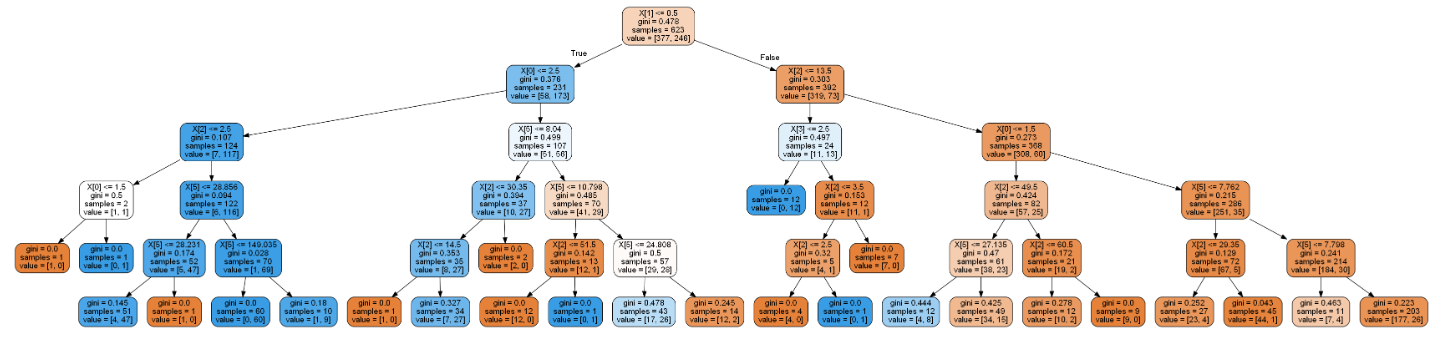 X[1] <= 0.5
gini = 0.478
samples = 623
value = [377, 246]
True
False
X[0] <= 2.5
gini = 0.376
samples = 231
value = [58, 173]
X[2] <= 13.5
gini = 0.303
samples = 392
value = [319, 73]
X[2] <= 2.5
gini = 0.107
samples = 124
value = [7, 117]
X[5] <= 8.04
gini = 0.499
samples = 107
value = [51, 56]
X[3] <= 2.5
gini = 0.497
samples = 24
value = [11, 13]
X[0] <= 1.5
gini = 0.273
samples = 368
value = [308, 60]
X[0] <= 1.5
gini = 0.5
samples = 2
value = [1, 1]
X[5] <= 28.856
gini = 0.094
samples = 122
value = [6, 116]
X[2] <= 30.35
gini = 0.394
samples = 37
value = [10, 27]
X[5] <= 10.798
gini = 0.485
samples = 70
value = [41, 29]
gini = 0.0
samples = 12
value = [0, 12]
X[2] <= 3.5
gini = 0.153
samples = 12
value = [11, 1]
X[2] <= 49.5
gini = 0.424
samples = 82
value = [57, 25]
X[5] <= 7.762
gini = 0.215
samples = 286
value = [251, 35]
gini = 0.0
samples = 1
value = [1, 0]
gini = 0.0
samples = 1
value = [0, 1]
X[5] <= 28.231
gini = 0.174
samples = 52
value = [5, 47]
X[5] <= 149.035
gini = 0.028
samples = 70
value = [1, 69]
X[2] <= 14.5
gini = 0.353
samples = 35
value = [8, 27]
gini = 0.0
samples = 2
value = [2, 0]
X[2] <= 51.5
gini = 0.142
samples = 13
value = [12, 1]
X[5] <= 24.808
gini = 0.5
samples = 57
value = [29, 28]
X[2] <= 2.5
gini = 0.32
samples = 5
value = [4, 1]
gini = 0.0
samples = 7
value = [7, 0]
X[5] <= 27.135
gini = 0.47
samples = 61
value = [38, 23]
X[2] <= 60.5
gini = 0.172
samples = 21
value = [19, 2]
X[2] <= 29.35
gini = 0.129
samples = 72
value = [67, 5]
X[5] <= 7.798
gini = 0.241
samples = 214
value = [184, 30]
gini = 0.145
samples = 51
value = [4, 47]
gini = 0.0
samples = 1
value = [1, 0]
gini = 0.0
samples = 60
value = [0, 60]
gini = 0.18
samples = 10
value = [1, 9]
gini = 0.0
samples = 1
value = [1, 0]
gini = 0.327
samples = 34
value = [7, 27]
gini = 0.0
samples = 12
value = [12, 0]
gini = 0.0
samples = 1
value = [0, 1]
gini = 0.478
samples = 43
value = [17, 26]
gini = 0.245
samples = 14
value = [12, 2]
gini = 0.0
samples = 4
value = [4, 0]
gini = 0.0
samples = 1
value = [0, 1]
gini = 0.444
samples = 12
value = [4, 8]
gini = 0.425
samples = 49
value = [34, 15]
gini = 0.278
samples = 12
value = [10, 2]
gini = 0.0
samples = 9
value = [9, 0]
gini = 0.252
samples = 27
value = [23, 4]
gini = 0.043
samples = 45
value = [44, 1]
gini = 0.463
samples = 11
value = [7, 4]
gini = 0.223
samples = 203
value = [177, 26]